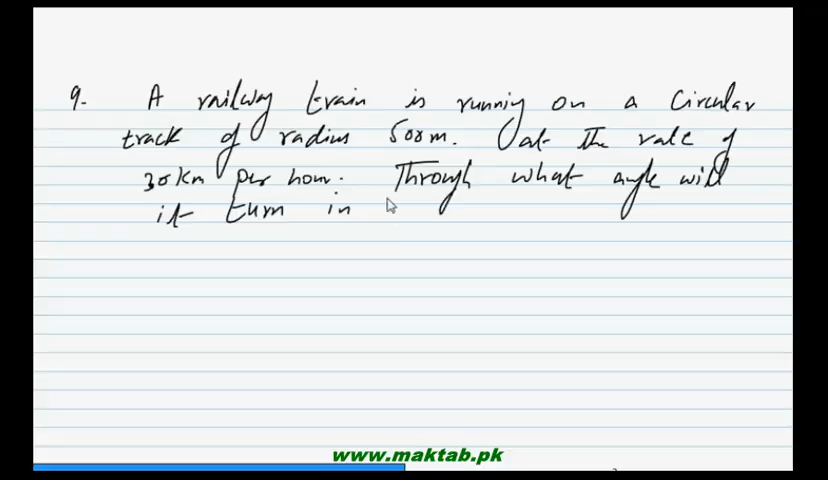 9. A railway train is running on a Circular
track of radius 500m. at the rate of
30km per hour. Through what angle will
it turn in
www.maktab.pk